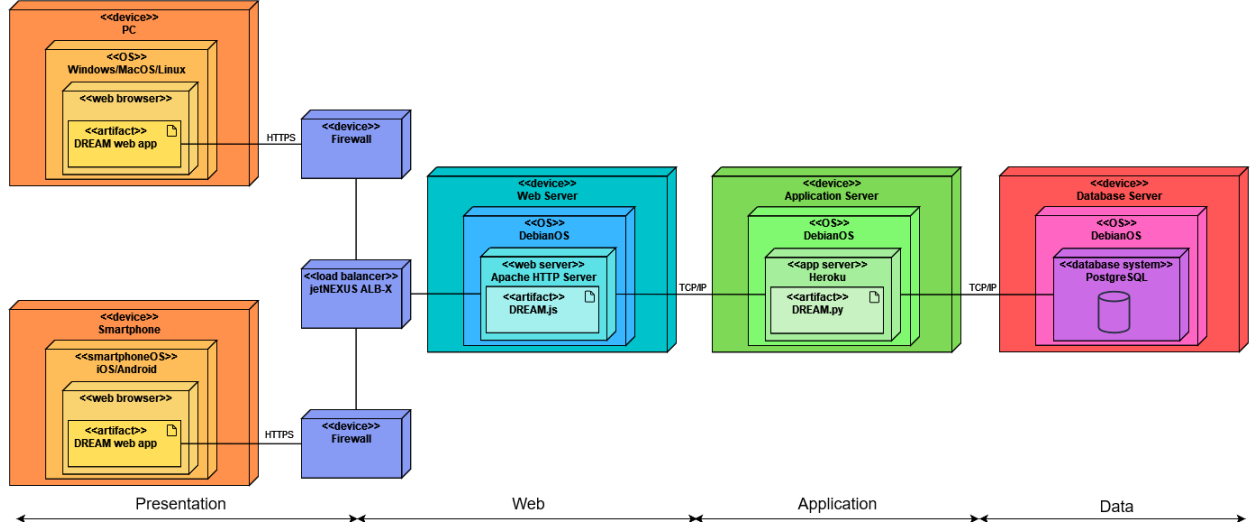 <<device>>
PC
<<OS>>
Windows/MacOS/Linux
<<web browser>>
<<artifact>>
DREAM web app
HTTPS
<<device>>
Firewall
<<load balancer>>
jetNEXUS ALB-X
<<device>>
Smartphone
<<smartphoneOS>>
iOS/Android
<<web browser>>
<<artifact>>
DREAM web app
HTTPS
<<device>>
Firewall
<<device>>
Web Server
<<OS>>
DebianOS
<<web server>>
Apache HTTP Server
<<artifact>>
DREAM.js
TCP/IP
<<device>>
Application Server
<<OS>>
DebianOS
<<app server>>
Heroku
<<artifact>>
DREAM.py
TCP/IP
<<device>>
Database Server
<<OS>>
DebianOS
<<database system>>
PostgreSQL
Presentation
Web
Application
Data